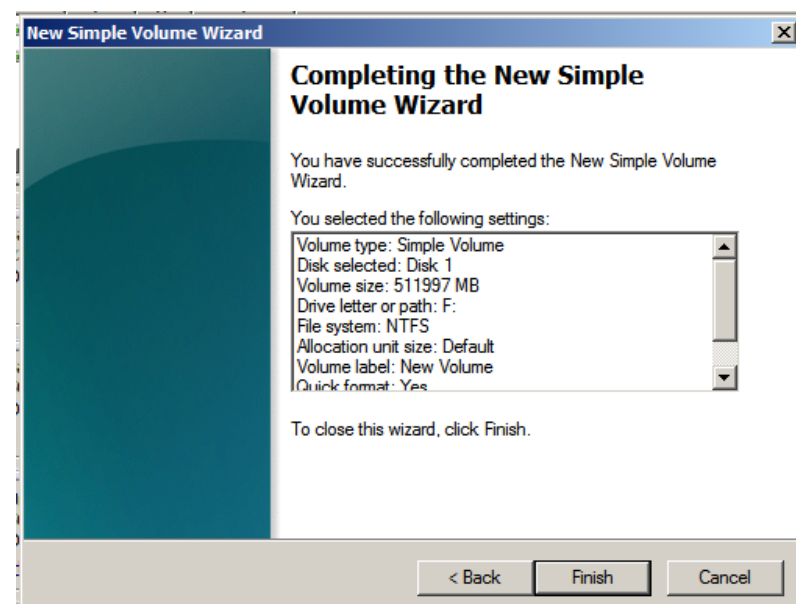 New Simple Volume Wizard
Completing the New Simple
Volume Wizard
You have successfully completed the New Simple Volume
Wizard.
You selected the following settings:
Volume type: Simple Volume
Disk selected: Disk 1
Volume size: 511997 MB
Drive letter or path: F:
File system: NTFS
Allocation unit size: Default
Volume label: New Volume
Quick format: Yes
To close this wizard, click Finish.
< Back
Finish
Cancel